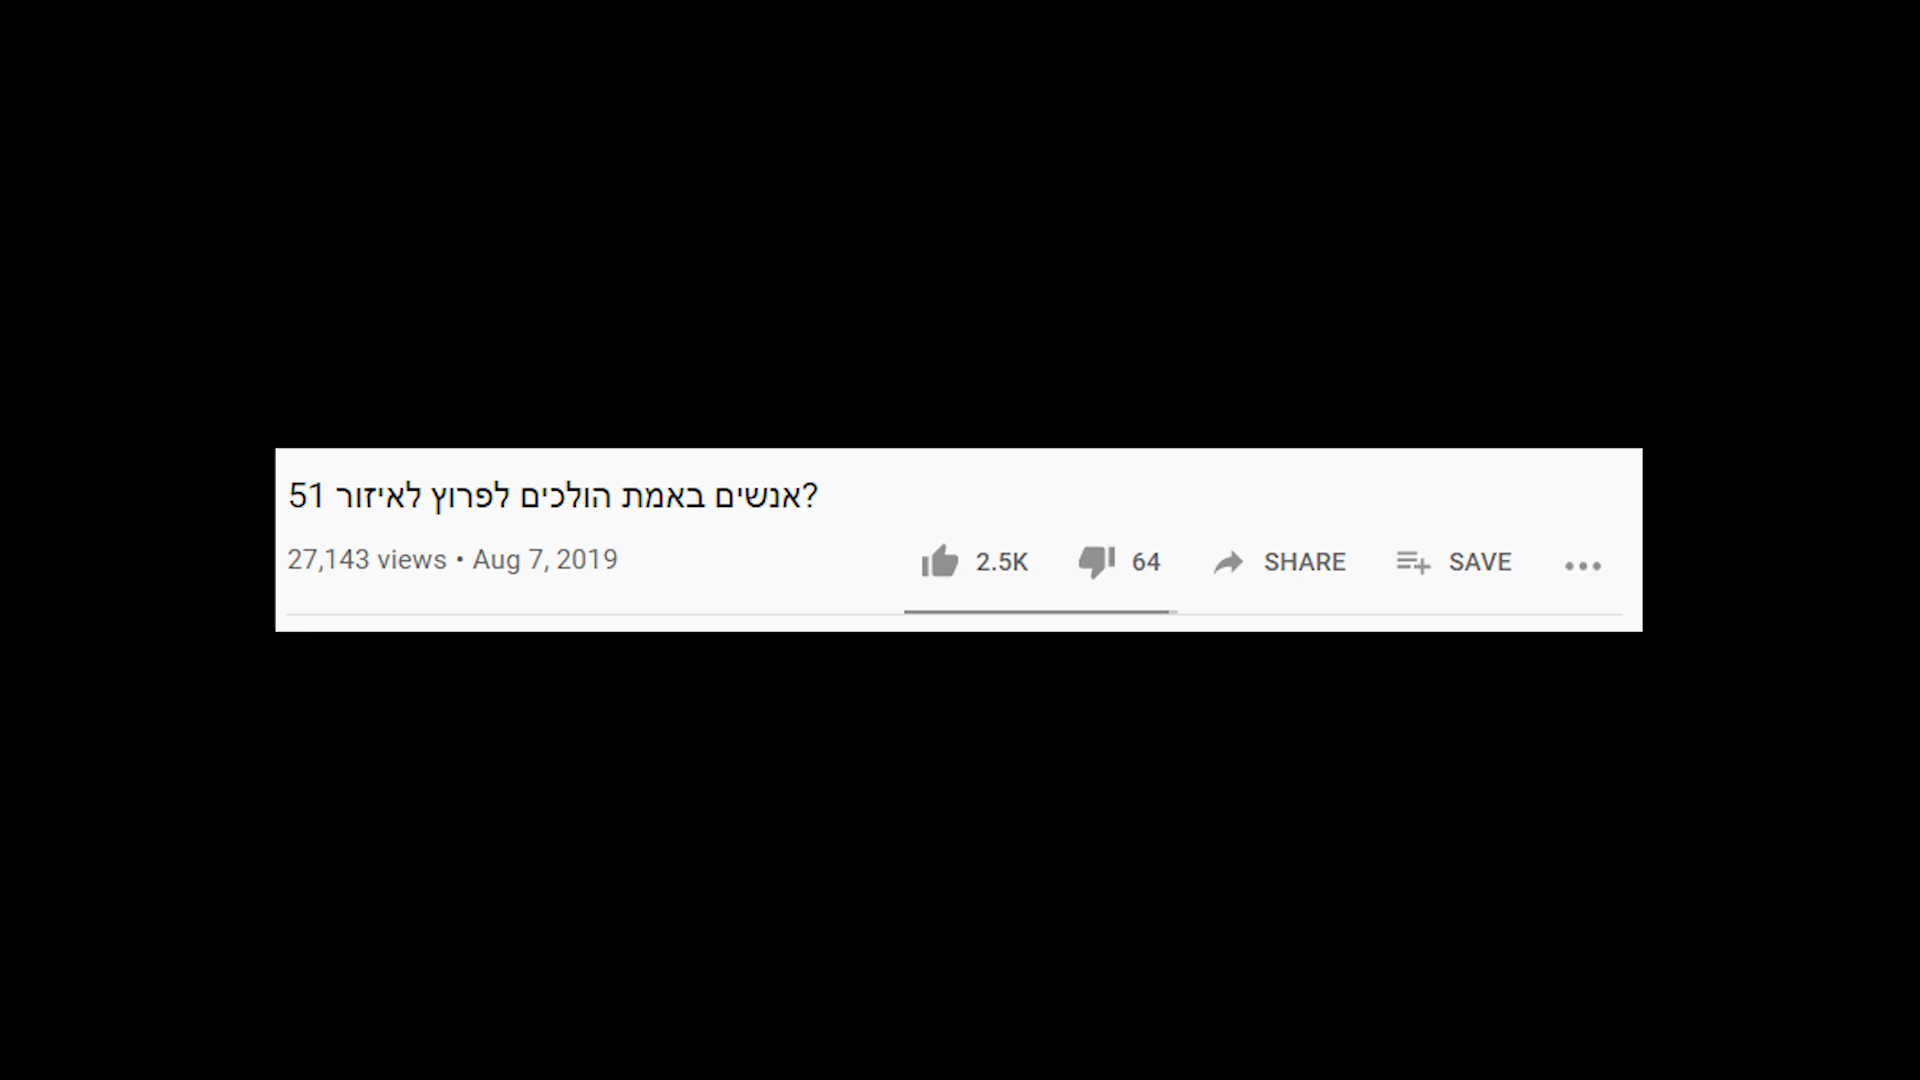 ?אנשים באמת הולכים לפרוץ לאיזור 51
27,143 views • Aug 7, 2019
2.5K 64 SHARE SAVE